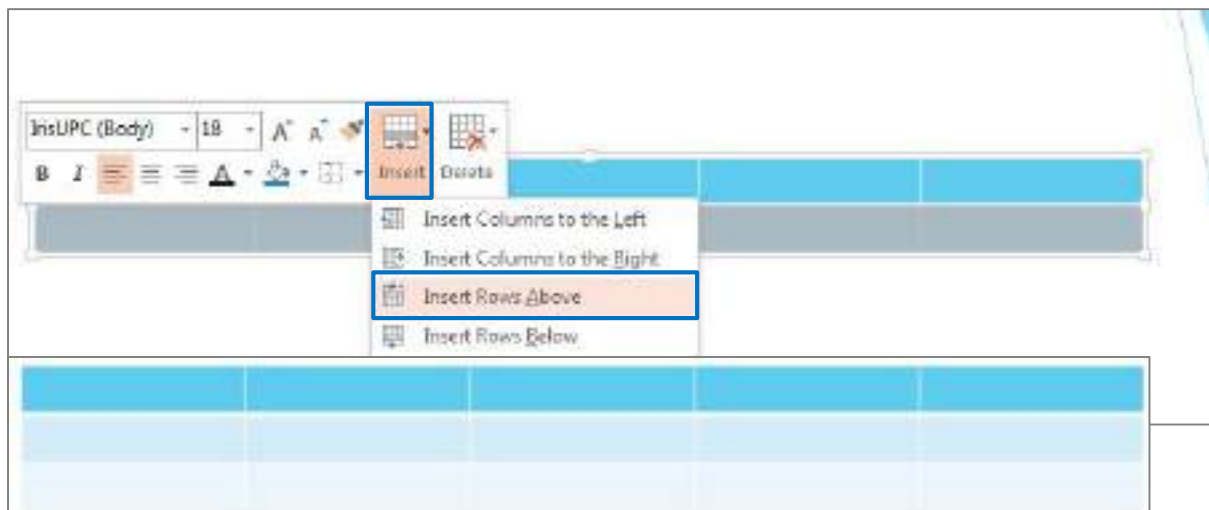 IrisUPC (Body) 18 A A
B I A Insert Delete
Insert Columns to the Left
Insert Columns to the Right
Insert Rows Above
Insert Rows Below